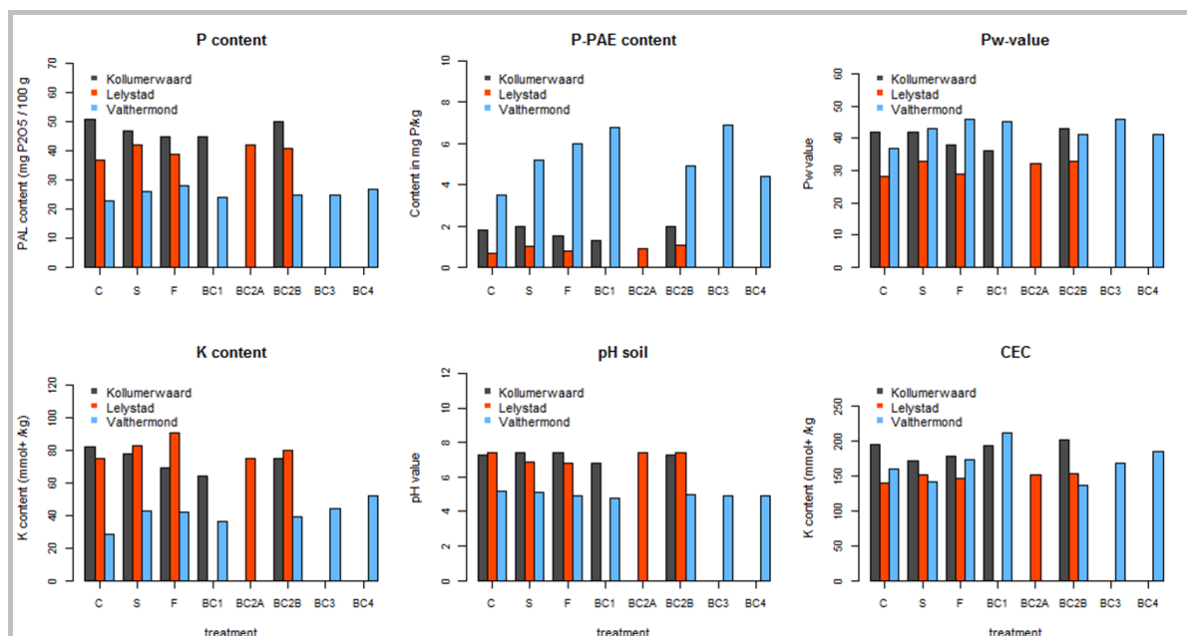 P content
PAL content (mg P2O5 / 100 g
0 10 20 30 40 50 60 70
Kollumerwaard
Lelystad
Valthermond
C S F BC1 BC2A BC2B BC3 BC4
P-PAE content
Content in mg P/kg
0 2 4 6 8 10
Kollumerwaard
Lelystad
Valthermond
C S F BC1 BC2A BC2B BC3 BC4
Pw-value
Pw value
0 10 20 30 40 50 60
Kollumerwaard
Lelystad
Valthermond
C S F BC1 BC2A BC2B BC3 BC4
K content
K content (mmol+ /kg)
0 20 40 60 80 100 120
Kollumerwaard
Lelystad
Valthermond
C S F BC1 BC2A BC2B BC3 BC4
treatment
pH soil
pH value
0 2 4 6 8 10 12
Kollumerwaard
Lelystad
Valthermond
C S F BC1 BC2A BC2B BC3 BC4
treatment
CEC
K content (mmol+ /kg
0 50 100 150 200 250
Kollumerwaard
Lelystad
Valthermond
C S F BC1 BC2A BC2B BC3 BC4
treatment